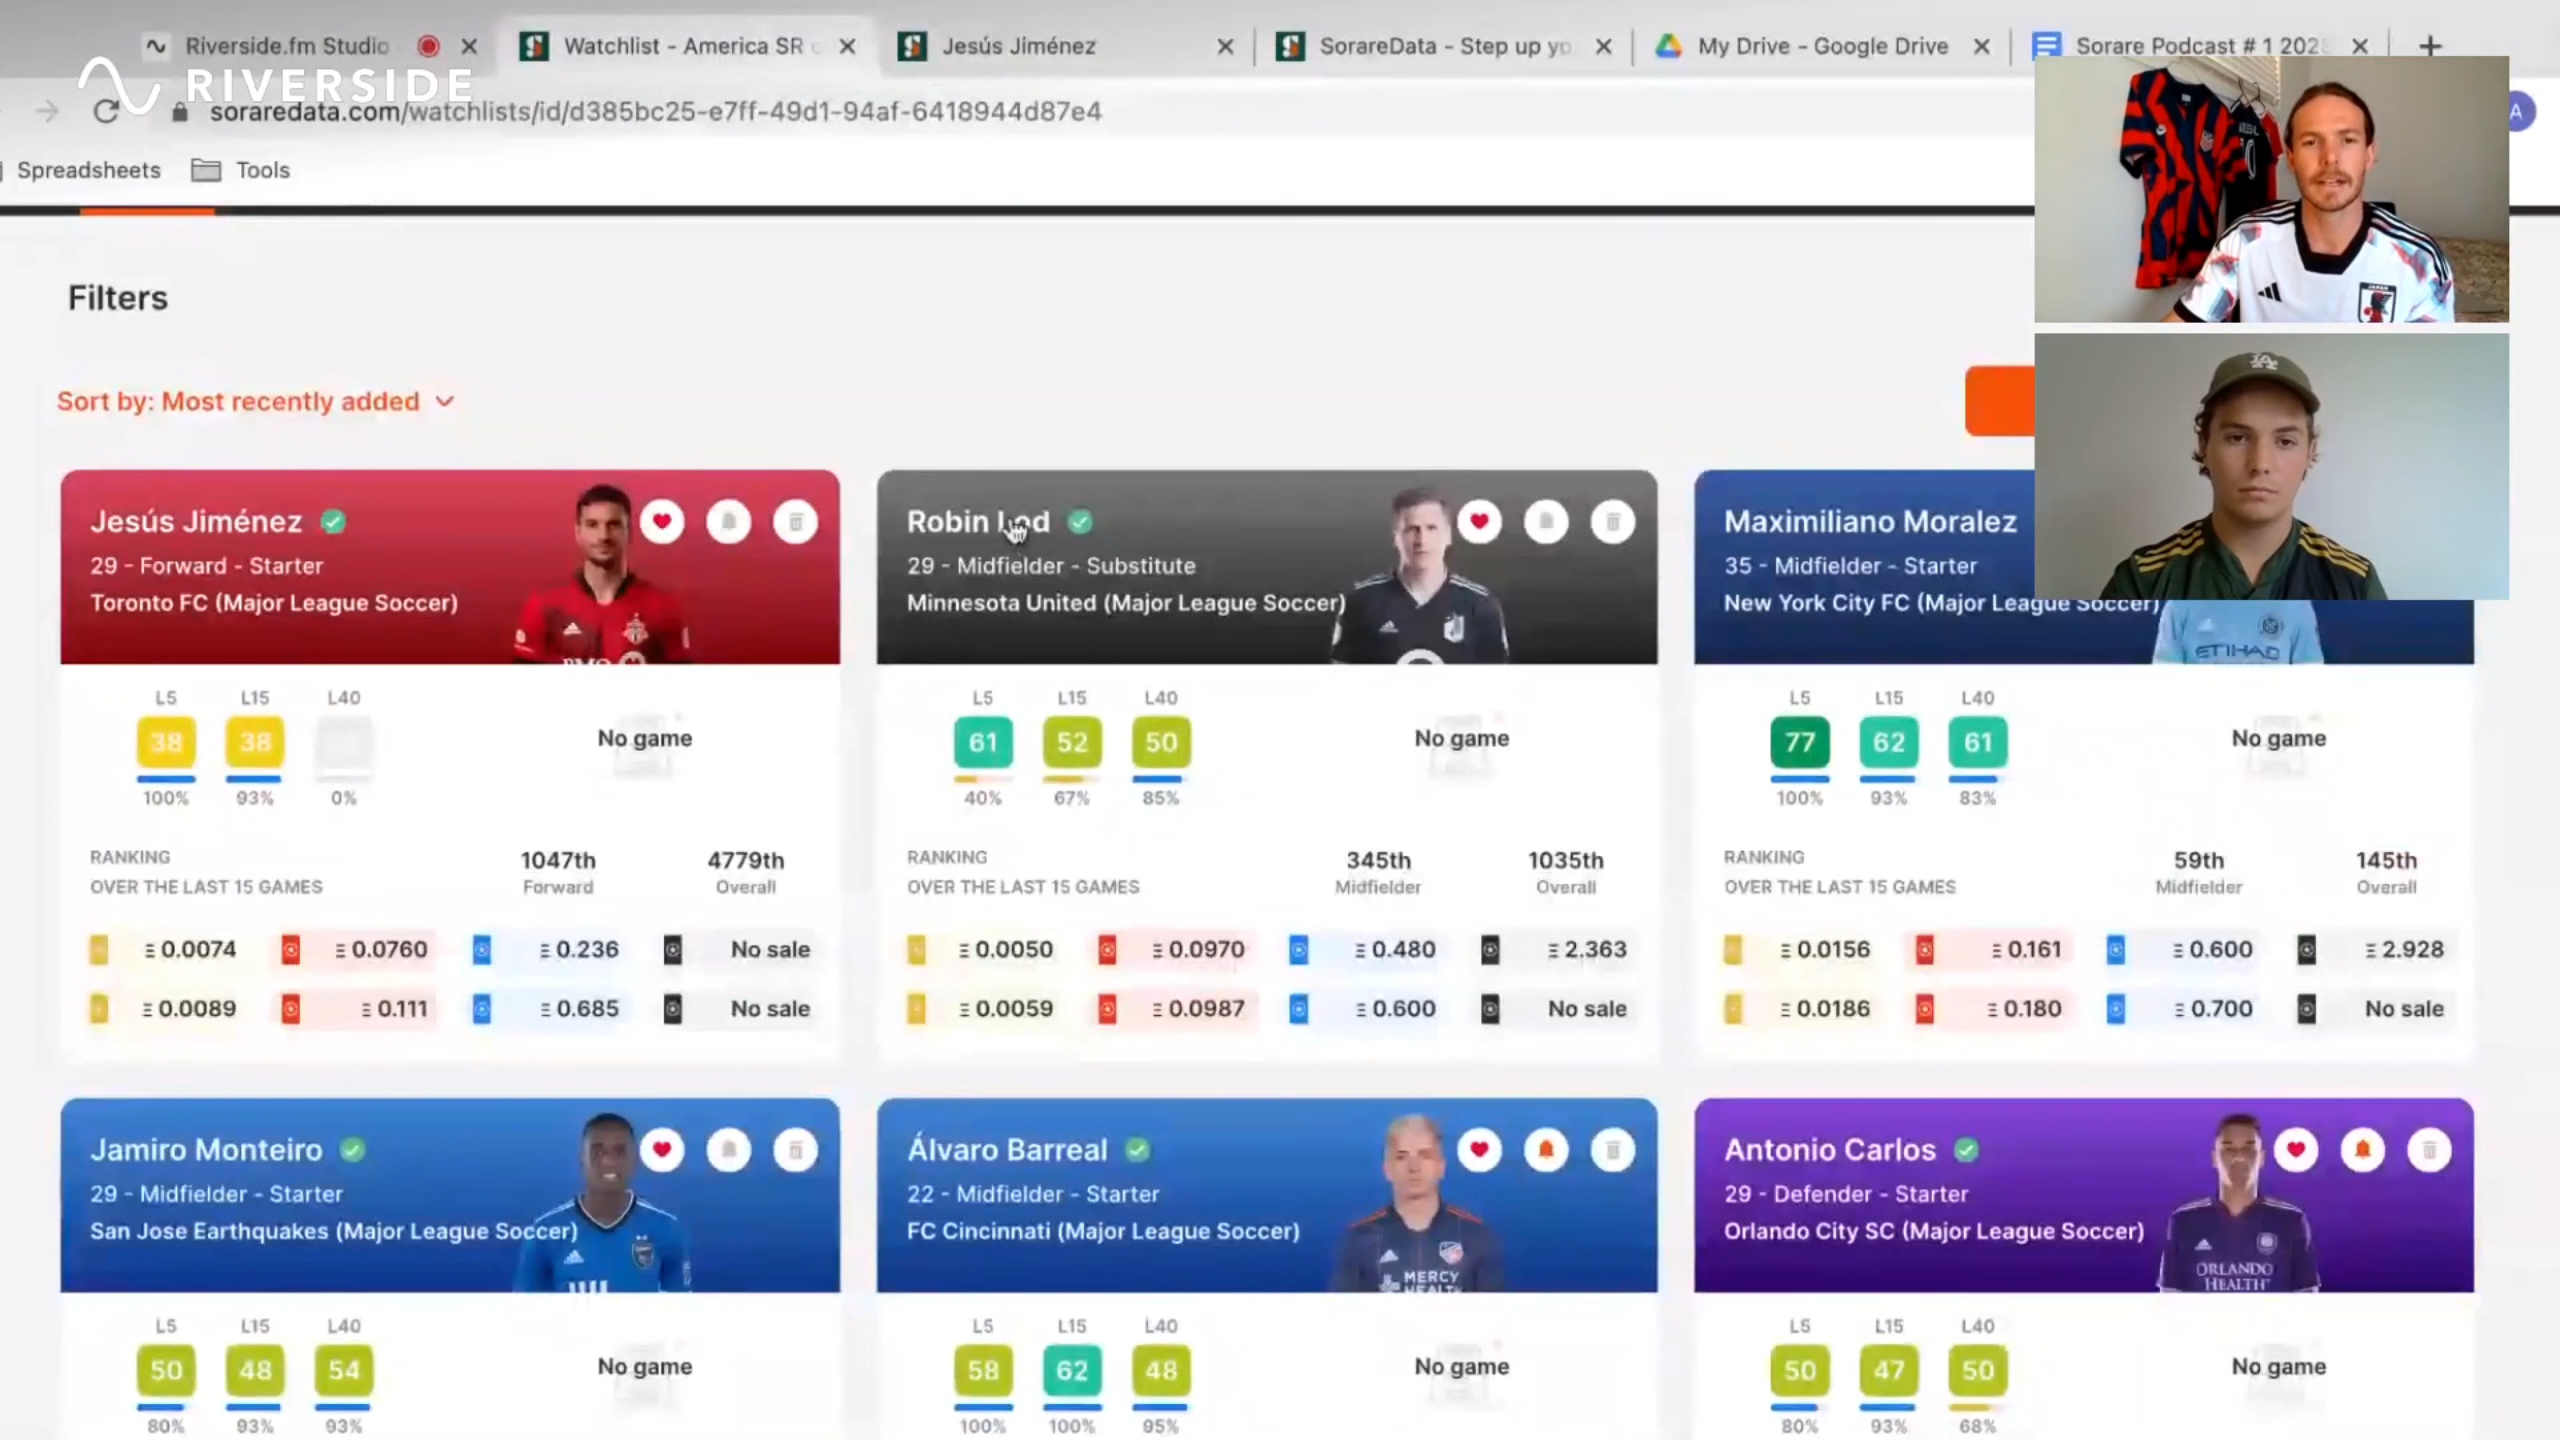 Riverside.fm Studio
Watchlist - America SR
Jesús Jiménez
SorareData - Step up yo
My Drive - Google Drive
Sorare Podcast # 1 202
RIVERSIDE
soraredata.com/watchlists/id/d385bc25-e7ff-49d1-94af-6418944d87e4
A
Spreadsheets
Tools
Filters
Sort by: Most recently added
Jesús Jiménez
29 - Forward - Starter
Toronto FC (Major League Soccer)
L5 L15 L40
38 38
No game
100% 93% 0%
RANKING
OVER THE LAST 15 GAMES
1047th
Forward
4779th
Overall
0.0074 0.0760 0.236 No sale
0.0089 0.111 0.685 No sale
Robin Lod
29 - Midfielder - Substitute
Minnesota United (Major League Soccer)
L5 L15 L40
61 52 50
No game
40% 67% 85%
RANKING
OVER THE LAST 15 GAMES
345th
Midfielder
1035th
Overall
0.0050 0.0970 0.480 2.363
0.0059 0.0987 0.600 No sale
Maximiliano Moralez
35 - Midfielder - Starter
New York City FC (Major League Soccer)
ETIHAD
L5 L15 L40
77 62 61
No game
100% 93% 83%
RANKING
OVER THE LAST 15 GAMES
59th
Midfielder
145th
Overall
0.0156 0.161 0.600 2.928
0.0186 0.180 0.700 No sale
Jamiro Monteiro
29 - Midfielder - Starter
San Jose Earthquakes (Major League Soccer)
L5 L15 L40
50 48 54
No game
80% 93% 93%
Álvaro Barreal
22 - Midfielder - Starter
FC Cincinnati (Major League Soccer)
MERCY
HEALTH
L5 L15 L40
58 62 48
No game
100% 100% 95%
Antonio Carlos
29 - Defender - Starter
Orlando City SC (Major League Soccer)
ORLANDO
HEALTH
L5 L15 L40
50 47 50
No game
80% 93% 68%
JAPAN
LA